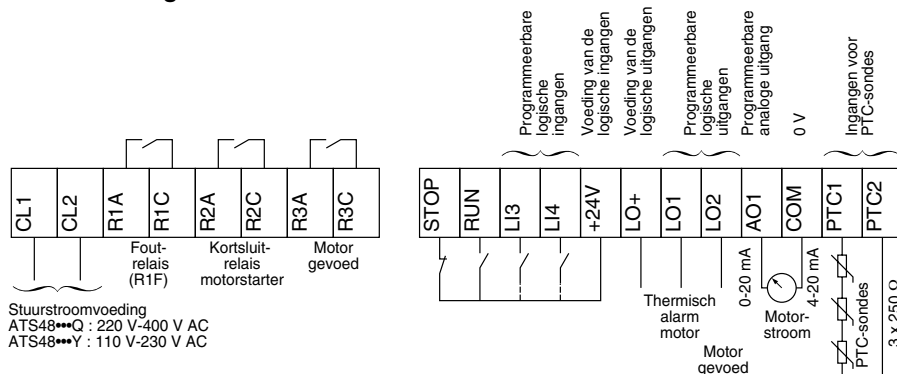 Programmeerbare
logische
ingangen
Voeding van de
logische ingangen
Voeding van de
logische uitgangen
Programmeerbare
logische
uitgangen
Programmeerbare
analoge uitgang
0 V
Ingangen voor
PTC-sondes
CL1
CL2
R1A
R1C
R2A
R2C
R3A
R3C
STOP
RUN
LI3
LI4
+24V
LO+
LO1
LO2
AO1
COM
PTC1
PTC2
Fout-
relais
(R1F)
Kortsluit-
relais
motorstarter
Motor
gevoed
Stuurstroomvoeding
ATS48•••Q : 220 V-400 V AC
ATS48•••Y : 110 V-230 V AC
Thermisch
alarm
motor
Motor
gevoed
0-20 mA
4-20 mA
Motor-
stroom
PTC-sondes
3 x 250 Ω